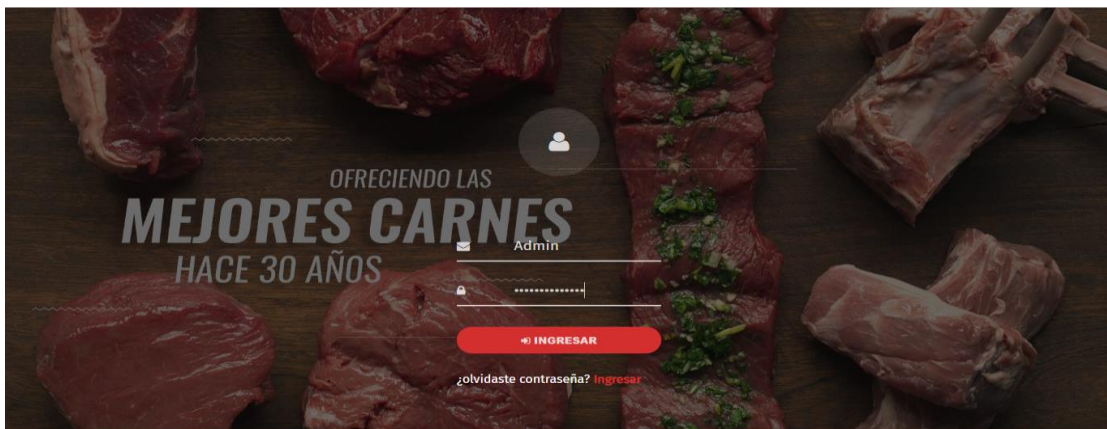 OFRECIENDO LAS
MEJORES CARNES
HACE 30 AÑOS
Admin
••••••••••••••
INGRESAR
¿olvidaste contraseña? Ingresar